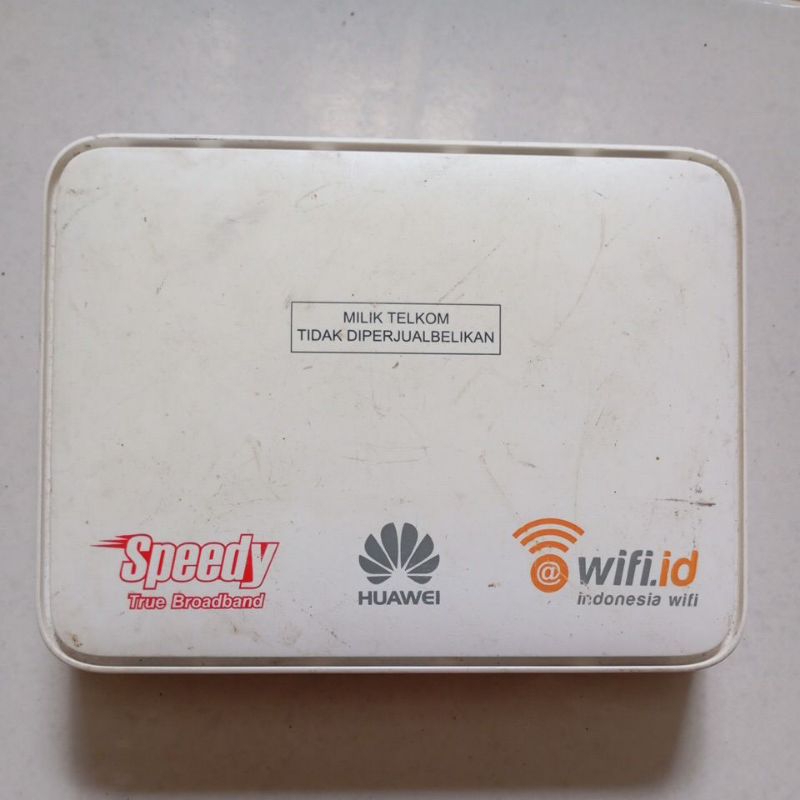 MILIK TELKOM
TIDAK DIPERJUALBELIKAN
Speedy
True Broadband
HUAWEI
@ wifi.id
indonesia wifi